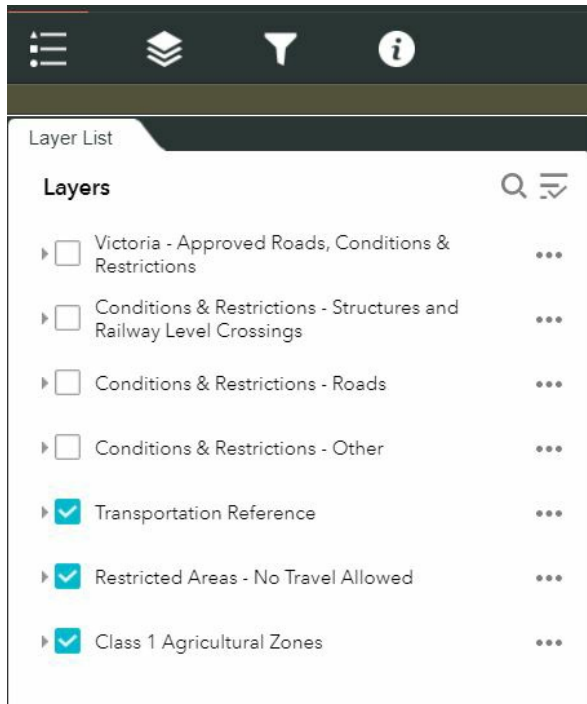 Layer List
Layers
Victoria - Approved Roads, Conditions &
Restrictions
Conditions & Restrictions - Structures and
Railway Level Crossings
Conditions & Restrictions - Roads
Conditions & Restrictions - Other
Transportation Reference
Restricted Areas - No Travel Allowed
Class 1 Agricultural Zones